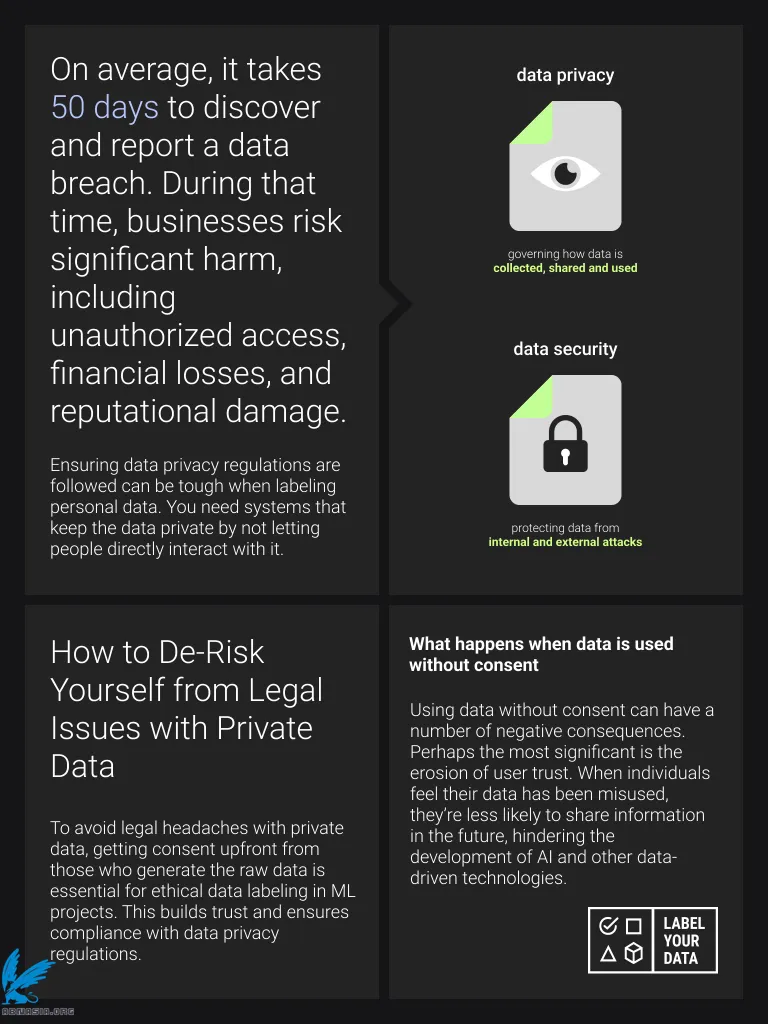 On average, it takes
50 days to discover
and report a data
breach. During that
time, businesses risk
significant harm,
including
unauthorized access,
financial losses, and
reputational damage.
Ensuring data privacy regulations are
followed can be tough when labeling
personal data. You need systems that
keep the data private by not letting
people directly interact with it.
data privacy
governing how data is
collected, shared and used
data security
protecting data from
internal and external attacks
How to De-Risk
Yourself from Legal
Issues with Private
Data
To avoid legal headaches with private
data, getting consent upfront from
those who generate the raw data is
essential for ethical data labeling in ML
projects. This builds trust and ensures
compliance with data privacy
regulations.
What happens when data is used
without consent
Using data without consent can have a
number of negative consequences.
Perhaps the most significant is the
erosion of user trust. When individuals
feel their data has been misused,
they're less likely to share information
in the future, hindering the
development of AI and other data-
driven technologies.
LABEL
YOUR
DATA
ABNASIA.ORG